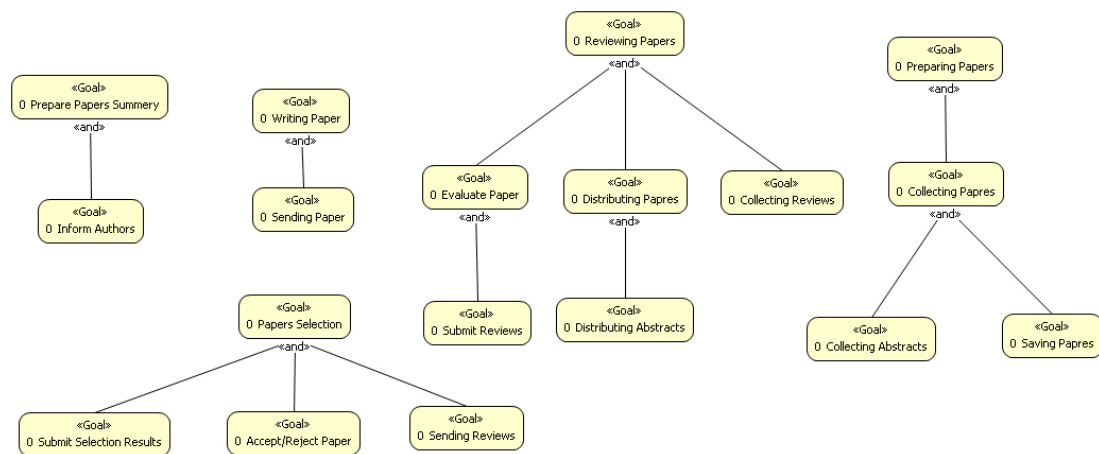 «Goal»
0 Reviewing Papers
«and»
«Goal»
0 Preparing Papers
«and»
«Goal»
0 Prepare Papers Summery
«and»
«Goal»
0 Writing Paper
«and»
«Goal»
0 Evaluate Paper
«and»
«Goal»
0 Distributing Papres
«and»
«Goal»
0 Collecting Reviews
«Goal»
0 Collecting Papres
«and»
«Goal»
0 Inform Authors
«Goal»
0 Sending Paper
«Goal»
0 Papers Selection
«and»
«Goal»
0 Submit Reviews
«Goal»
0 Distributing Abstracts
«Goal»
0 Collecting Abstracts
«Goal»
0 Saving Papres
«Goal»
0 Submit Selection Results
«Goal»
0 Accept/Reject Paper
«Goal»
0 Sending Reviews